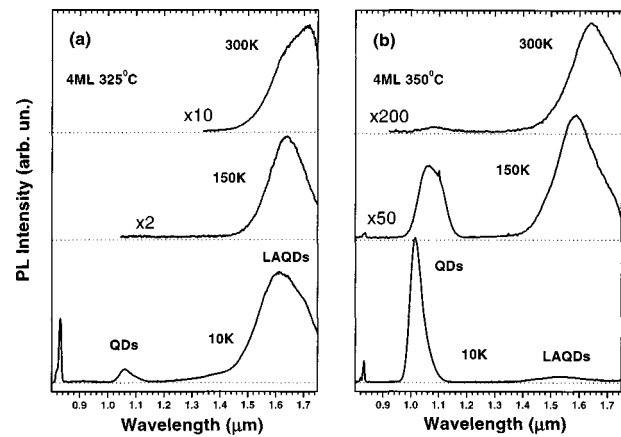 (a)
300K
4ML 325⁰C
x10
150K
x2
LAQDs
QDs
10K
0.9 1.0 1.1 1.2 1.3 1.4 1.5 1.6 1.7
Wavelength (μm)
PL Intensity (arb. un.)
(b)
300K
4ML 350⁰C
x200
150K
x50
QDs
10K
LAQDs
0.9 1.0 1.1 1.2 1.3 1.4 1.5 1.6 1.7
Wavelength (μm)